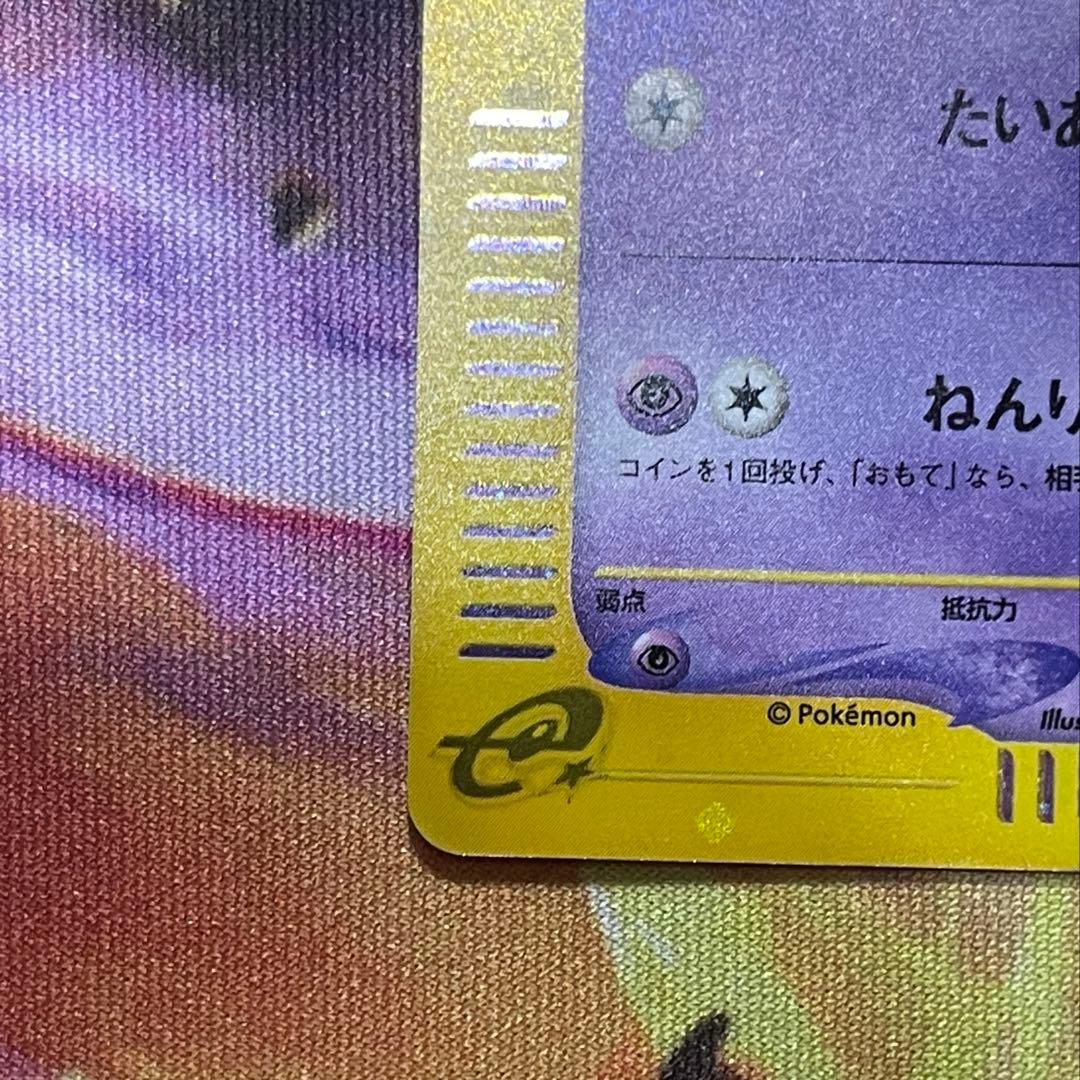 たいあ
ねんり
コインを1回投げ、「おもて」なら、相手
弱点 抵抗力
© Pokémon Illus
e